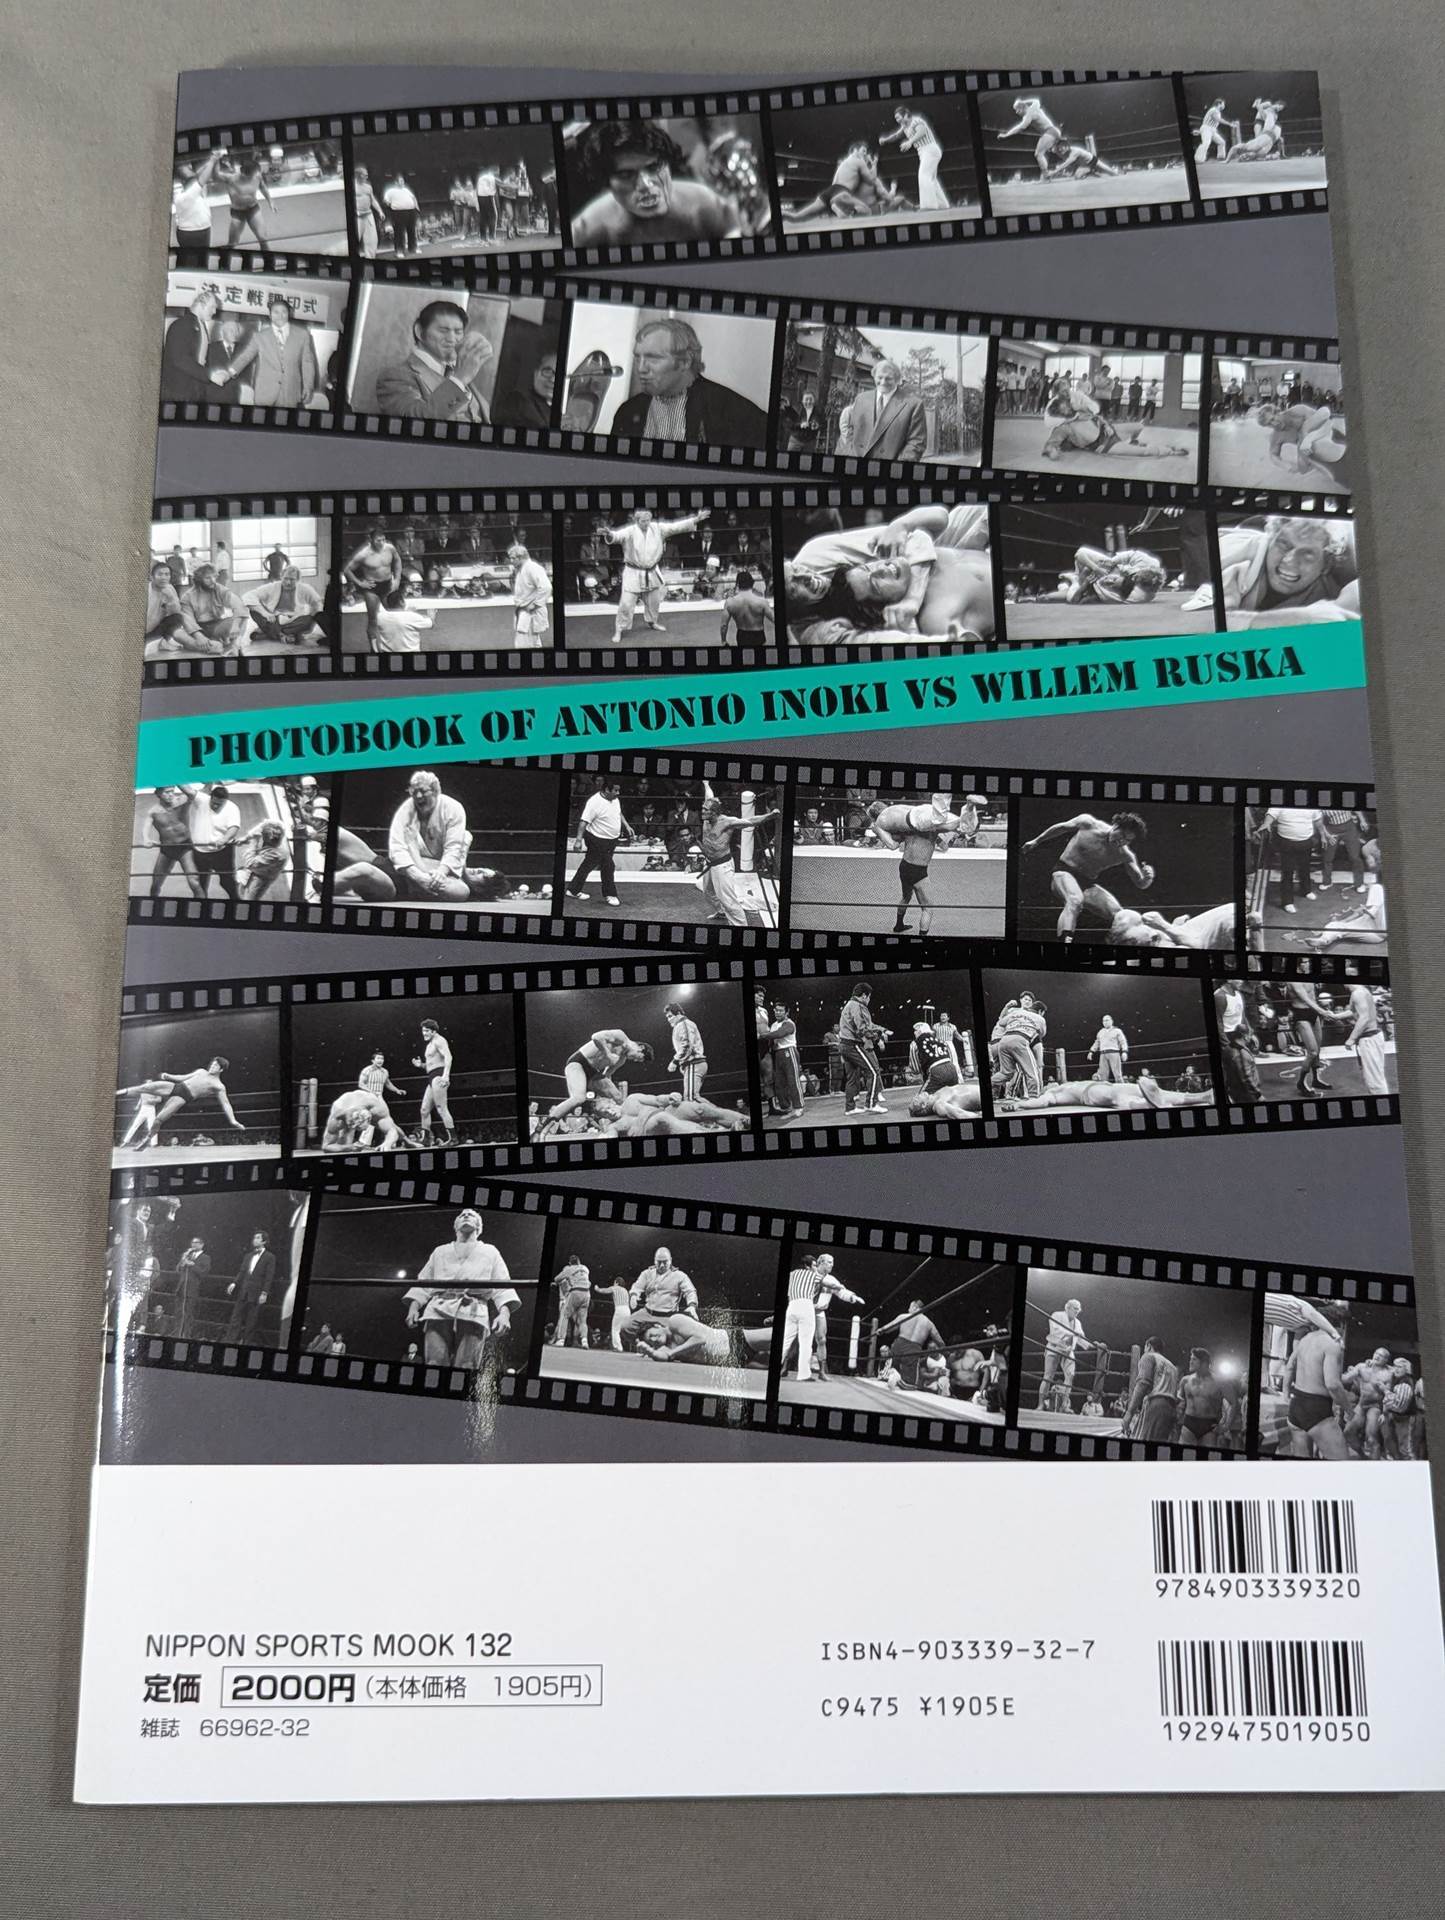 一決定戦調印式
PHOTOBOOK OF ANTONIO INOKI VS WILLEM RUSKA
9784903339320
NIPPON SPORTS MOOK 132
定価 2000円(本体価格 1905円)
雑誌 66962-32
ISBN4-903339-32-7
C9475 ¥1905E
1929475019050